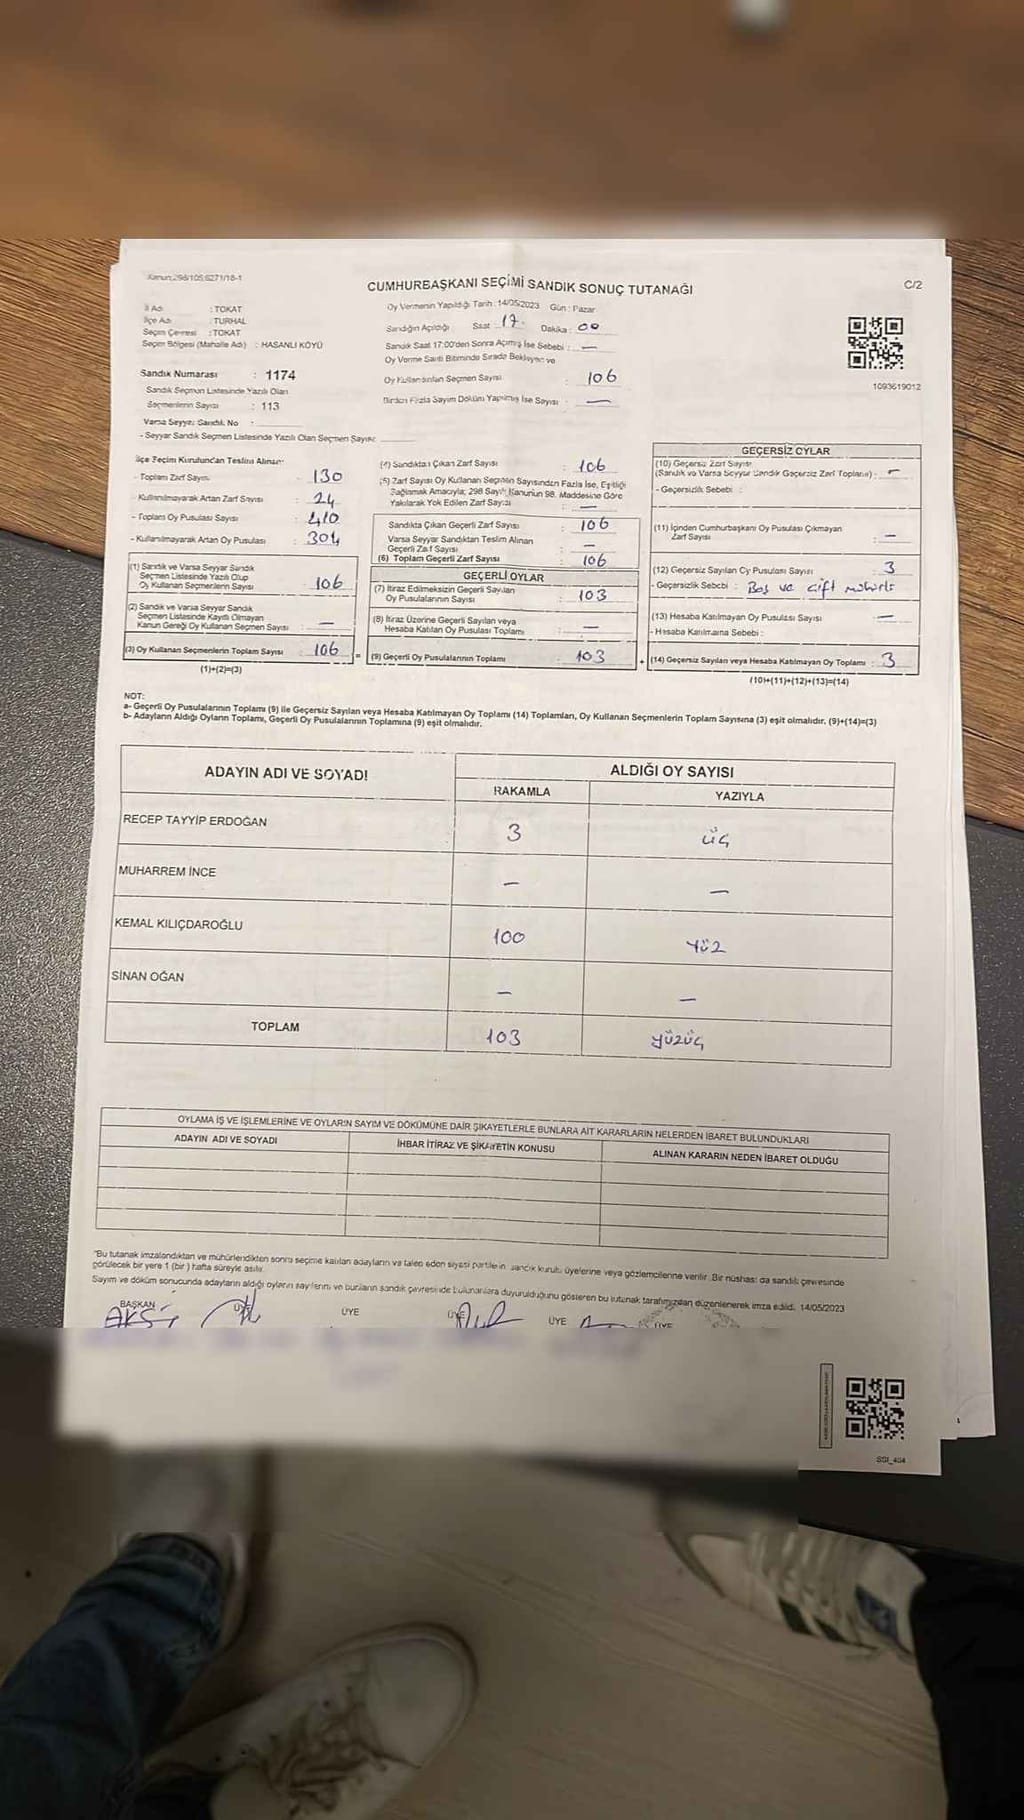 Kanun:298/105;6271/18-1
CUMHURBAŞKANI SEÇİMİ SANDIK SONUÇ TUTANAĞI
C/2
İl Adı : TOKAT
İlçe Adı : TURHAL
Seçim Çevresi : TOKAT
Seçim Bölgesi (Mahalle Adı) : HASANLI KÖYÜ
Sandık Numarası : 1174
Sandık Seçmen Listesinde Yazılı Olan
Seçmenlerin Sayısı : 113
Varsa Seyyar Sandık No :
- Seyyar Sandık Seçmen Listesinde Yazılı Olan Seçmen Sayısı:
Oy Vermenin Yapıldığı Tarih : 14/05/2023 Gün : Pazar
Sandığın Açıldığı Saat : 17 Dakika : 00
Sandık Saat 17:00'den Sonra Açılmış İse Sebebi : —
Oy Verme Saati Bitiminde Sırada Bekleyen ve
Oy Kullanan Seçmen Sayısı : 106
Birden Fazla Sayım Döküm Yapılmış İse Sayısı : —
1093619012
İlçe Seçim Kurulundan Teslim Alınan:
- Toplam Zarf Sayısı : 130
- Kullanılmayarak Artan Zarf Sayısı : 24
- Toplam Oy Pusulası Sayısı : 410
- Kullanılmayarak Artan Oy Pusulası : 304
(1) Sandık ve Varsa Seyyar Sandık
Seçmen Listesinde Yazılı Olup
Oy Kullanan Seçmenlerin Sayısı : 106
(2) Sandık ve Varsa Seyyar Sandık
Seçmen Listesinde Kayıtlı Olmayan
Kanun Gereği Oy Kullanan Seçmen Sayısı : —
(3) Oy Kullanan Seçmenlerin Toplam Sayısı : 106
(1)+(2)=(3)
(4) Sandıktan Çıkan Zarf Sayısı : 106
(5) Zarf Sayısı Oy Kullanan Seçmen Sayısından Fazla İse, Eşitliği
Sağlamak Amacıyla; 298 Sayılı Kanunun 98. Maddesine Göre
Yakılarak Yok Edilen Zarf Sayısı : —
Sandıkta Çıkan Geçerli Zarf Sayısı : 106
Varsa Seyyar Sandıktan Teslim Alınan
Geçerli Zarf Sayısı : —
(6) Toplam Geçerli Zarf Sayısı : 106
GEÇERLİ OYLAR
(7) İtiraz Edilmeksizin Geçerli Sayılan
Oy Pusulalarının Sayısı : 103
(8) İtiraz Üzerine Geçerli Sayılan veya
Hesaba Katılan Oy Pusulası Toplamı : —
= (9) Geçerli Oy Pusulalarının Toplamı : 103
GEÇERSİZ OYLAR
(10) Geçersiz Zarf Sayısı
(Sandık ve Varsa Seyyar Sandık Geçersiz Zarf Toplamı) : —
- Geçersizlik Sebebi :
(11) İçinden Cumhurbaşkanı Oy Pusulası Çıkmayan
Zarf Sayısı : —
(12) Geçersiz Sayılan Oy Pusulası Sayısı : 3
- Geçersizlik Sebebi : Boş ve çift mühürlü
(13) Hesaba Katılmayan Oy Pusulası Sayısı : —
- Hesaba Katılmama Sebebi :
+ (14) Geçersiz Sayılan veya Hesaba Katılmayan Oy Toplamı : 3
(10)+(11)+(12)+(13)=(14)
NOT:
a- Geçerli Oy Pusulalarının Toplamı (9) ile Geçersiz Sayılan veya Hesaba Katılmayan Oy Toplamı (14) Toplamları, Oy Kullanan Seçmenlerin Toplam Sayısına (3) eşit olmalıdır. (9)+(14)=(3)
b- Adayların Aldığı Oyların Toplamı, Geçerli Oy Pusulalarının Toplamına (9) eşit olmalıdır.
ADAYIN ADI VE SOYADI
ALDIĞI OY SAYISI
RAKAMLA YAZIYLA
RECEP TAYYİP ERDOĞAN 3 üç
MUHARREM İNCE — —
KEMAL KILIÇDAROĞLU 100 yüz
SİNAN OĞAN — —
TOPLAM 103 yüzüç
OYLAMA İŞ VE İŞLEMLERİNE VE OYLARIN SAYIM VE DÖKÜMÜNE DAİR ŞİKAYETLERLE BUNLARA AİT KARARLARIN NELERDEN İBARET BULUNDUKLARI
ADAYIN ADI VE SOYADI İHBAR İTİRAZ VE ŞİKAYETİN KONUSU ALINAN KARARIN NEDEN İBARET OLDUĞU
"Bu tutanak imzalandıktan ve mühürlendikten sonra seçime katılan adayların ve talep eden siyasi partilerin sandık kurulu üyelerine veya gözlemcilerine verilir. Bir nüshası da sandık çevresinde
görülecek bir yere 1 (bir) hafta süreyle asılır.
Sayım ve döküm sonucunda adayların aldığı oyların sayılarını ve bunların sandık çevresinde bulunanlara duyurulduğunu gösteren bu tutanak tarafımızdan düzenlenerek imza edildi. 14/05/2023
BAŞKAN ÜYE ÜYE ÜYE ÜYE ÜYE